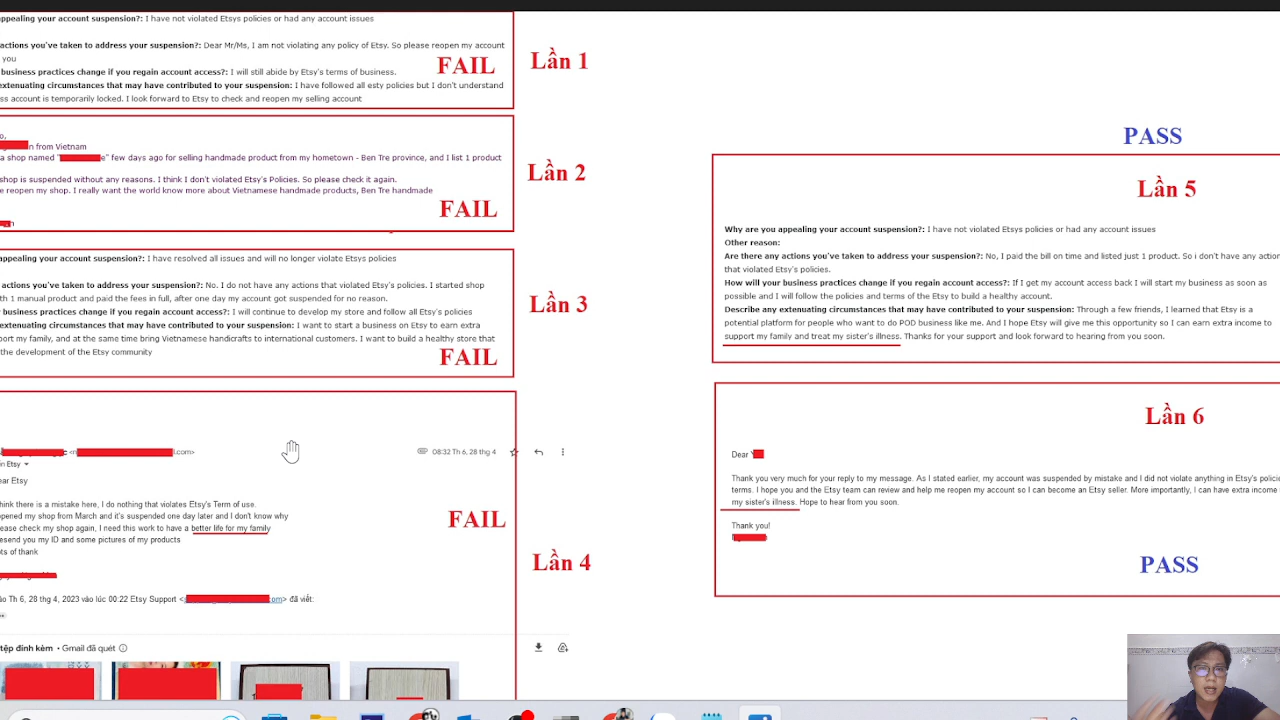 appealing your account suspension?: I have not violated Etsys policies or had any account issues
actions you've taken to address your suspension?: Dear Mr/Ms, I am not violating any policy of Etsy. So please reopen my account
you
business practices change if you regain account access?: I will still abide by Etsy's terms of business.
extenuating circumstances that may have contributed to your suspension: I have followed all esty policies but I don't understand
ss account is temporarily locked. I look forward to Etsy to check and reopen my selling account
FAIL
Lần 1
o,
n from Vietnam
a shop named " e" few days ago for selling handmade product from my hometown - Ben Tre province, and I list 1 product
shop is suspended without any reasons. I think I don't violated Etsy's Policies. So please check it again.
e reopen my shop. I really want the world know more about Vietnamese handmade products, Ben Tre handmade
n
FAIL
Lần 2
appealing your account suspension?: I have resolved all issues and will no longer violate Etsys policies
actions you've taken to address your suspension?: No. I do not have any actions that violated Etsy's policies. I started shop
th 1 manual product and paid the fees in full, after one day my account got suspended for no reason.
business practices change if you regain account access?: I will continue to develop my store and follow all Etsy's policies
extenuating circumstances that may have contributed to your suspension: I want to start a business on Etsy to earn extra
port my family, and at the same time bring Vietnamese handicrafts to international customers. I want to build a healthy store that
the development of the Etsy community
FAIL
Lần 3
<n l.com>
08:32 Th 6, 28 thg 4
n Etsy
ear Etsy
hink there is a mistake here, I do nothing that violates Etsy's Term of use.
opened my shop from March and it's suspended one day later and I don't know why
ease check my shop again, I need this work to have a better life for my family
esend you my ID and some pictures of my products
ots of thank
FAIL
Lần 4
ào Th 6, 28 thg 4, 2023 vào lúc 00:22 Etsy Support < om> đã viết:
tệp đính kèm • Gmail đã quét
PASS
Lần 5
Why are you appealing your account suspension?: I have not violated Etsys policies or had any account issues
Other reason:
Are there any actions you've taken to address your suspension?: No, I paid the bill on time and listed just 1 product. So i don't have any action
that violated Etsy's policies.
How will your business practices change if you regain account access?: If I get my account access back I will start my business as soon as
possible and I will follow the policies and terms of the Etsy to build a healthy account.
Describe any extenuating circumstances that may have contributed to your suspension: Through a few friends, I learned that Etsy is a
potential platform for people who want to do POD business like me. And I hope Etsy will give me this opportunity so I can earn extra income to
support my family and treat my sister's illness. Thanks for your support and look forward to hearing from you soon.
Lần 6
Dear
Thank you very much for your reply to my message. As I stated earlier, my account was suspended by mistake and I did not violate anything in Etsy's policie
terms. I hope you and the Etsy team can review and help me reopen my account so I can become an Etsy seller. More importantly, I can have extra income
my sister's illness. Hope to hear from you soon.
Thank you!
PASS